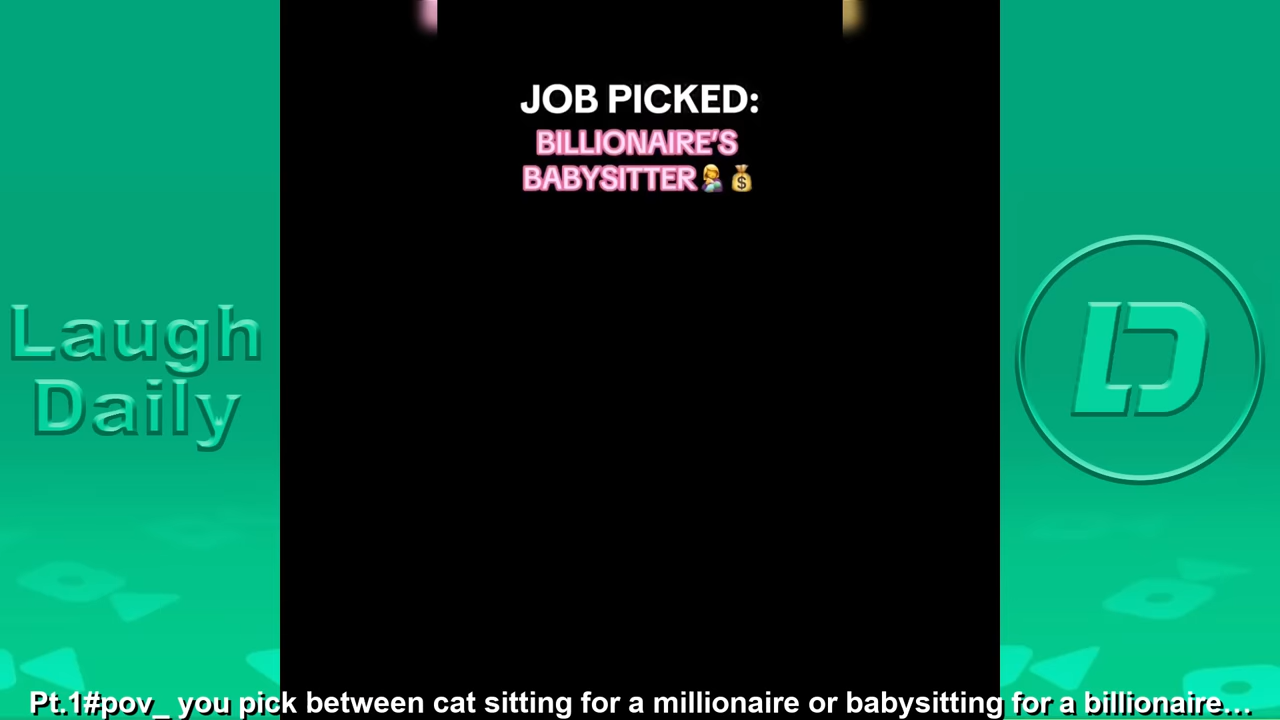 JOB PICKED:
BILLIONAIRE'S
BABYSITTER🤱💰
Laugh
Daily
LD
Pt.1#pov_ you pick between cat sitting for a millionaire or babysitting for a billionaire...